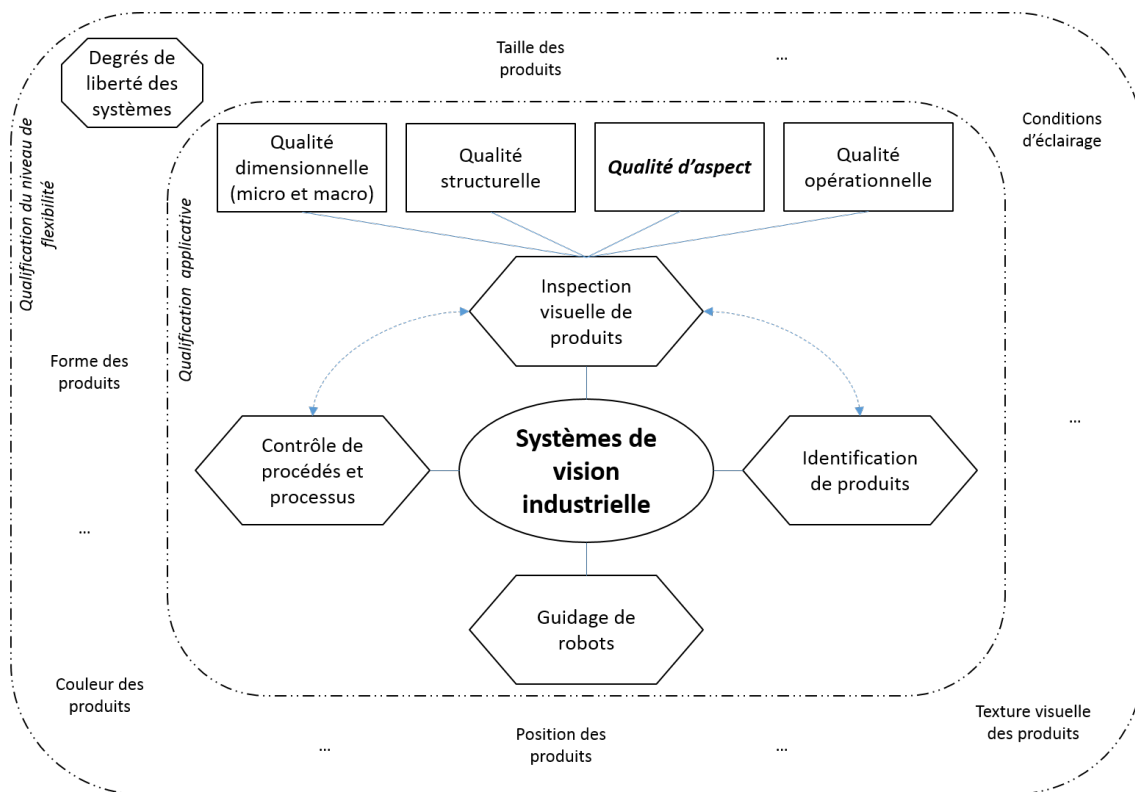 Degrés de
liberté des
systèmes
Taille des
produits
...
Conditions
d'éclairage
Qualification du niveau de
flexibilité
Qualification applicative
Qualité
dimensionnelle
(micro et macro)
Qualité
structurelle
Qualité d'aspect
Qualité
opérationnelle
Inspection
visuelle de
produits
Forme des
produits
...
Contrôle de
procédés et
processus
Systèmes de
vision
industrielle
Identification
de produits
...
Guidage de
robots
Couleur des
produits
...
Position des
produits
...
Texture visuelle
des produits